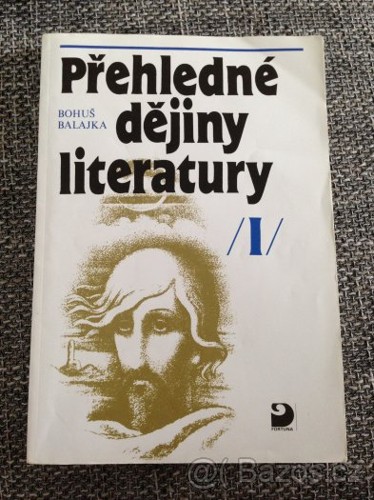 Přehledné
BOHUŠ
BALAJKA
dějiny
literatury
/I/
FORTUNA
Bazos.cz